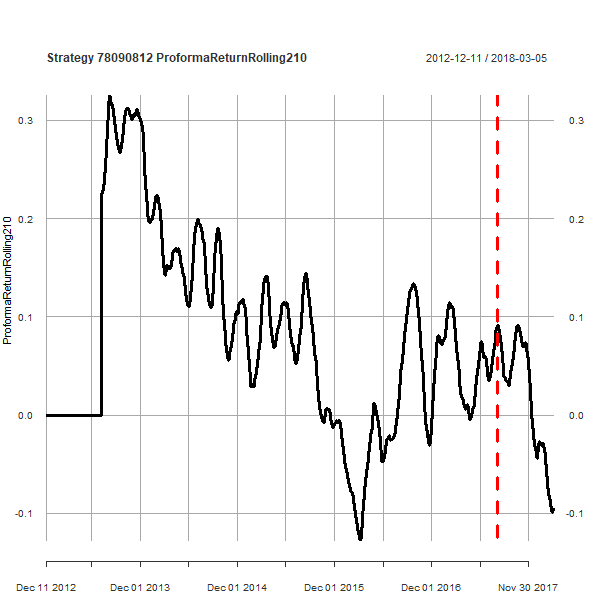 Strategy 78090812 ProformaReturnRolling210 2012-12-11 / 2018-03-05
ProformaReturnRolling210
0.3 0.3
0.2 0.2
0.1 0.1
0.0 0.0
-0.1 -0.1
Dec 11 2012 Dec 01 2013 Dec 01 2014 Dec 01 2015 Dec 01 2016 Nov 30 2017